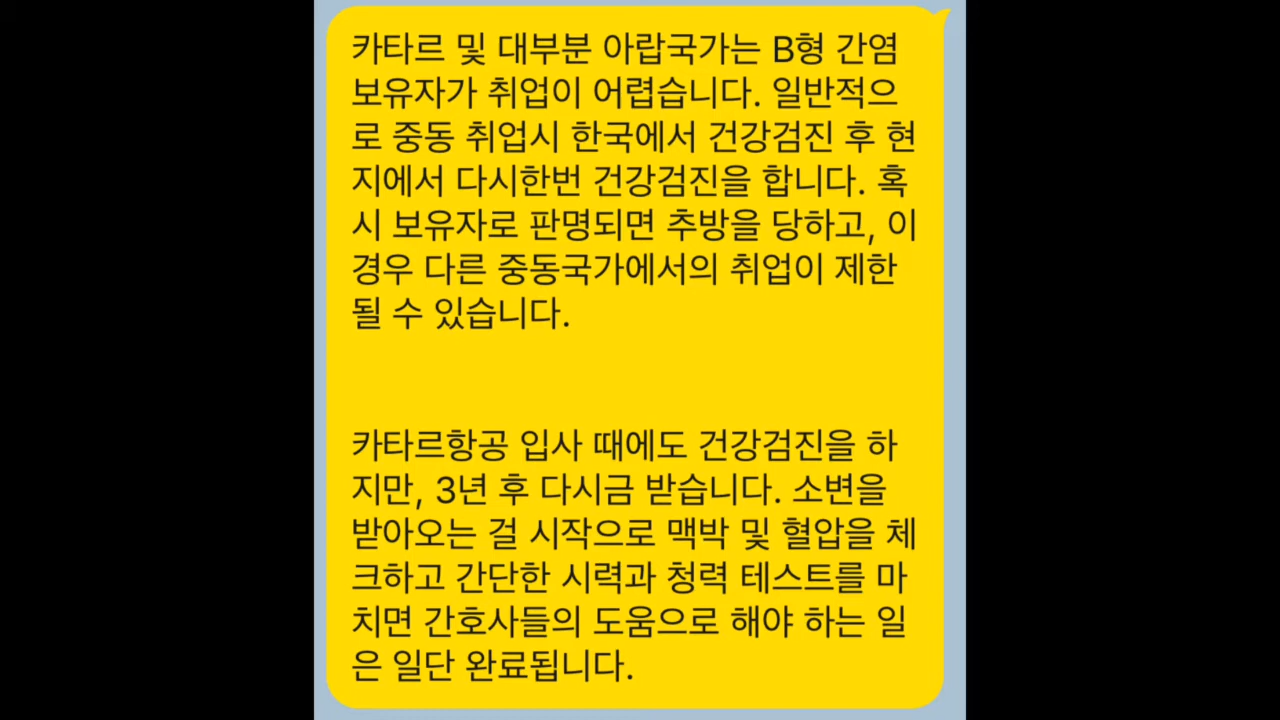 카타르 및 대부분 아랍국가는 B형 간염
보유자가 취업이 어렵습니다. 일반적으
로 중동 취업시 한국에서 건강검진 후 현
지에서 다시한번 건강검진을 합니다. 혹
시 보유자로 판명되면 추방을 당하고, 이
경우 다른 중동국가에서의 취업이 제한
될 수 있습니다.
카타르항공 입사 때에도 건강검진을 하
지만, 3년 후 다시금 받습니다. 소변을
받아오는 걸 시작으로 맥박 및 혈압을 체
크하고 간단한 시력과 청력 테스트를 마
치면 간호사들의 도움으로 해야 하는 일
은 일단 완료됩니다.